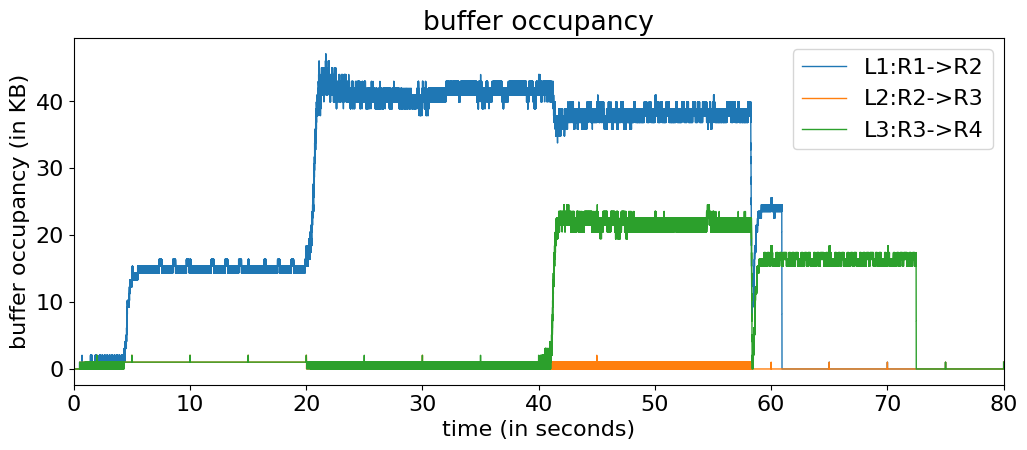 buffer occupancy
buffer occupancy (in KB)
40
30
20
10
0
L1:R1->R2
L2:R2->R3
L3:R3->R4
0 10 20 30 40 50 60 70 80
time (in seconds)